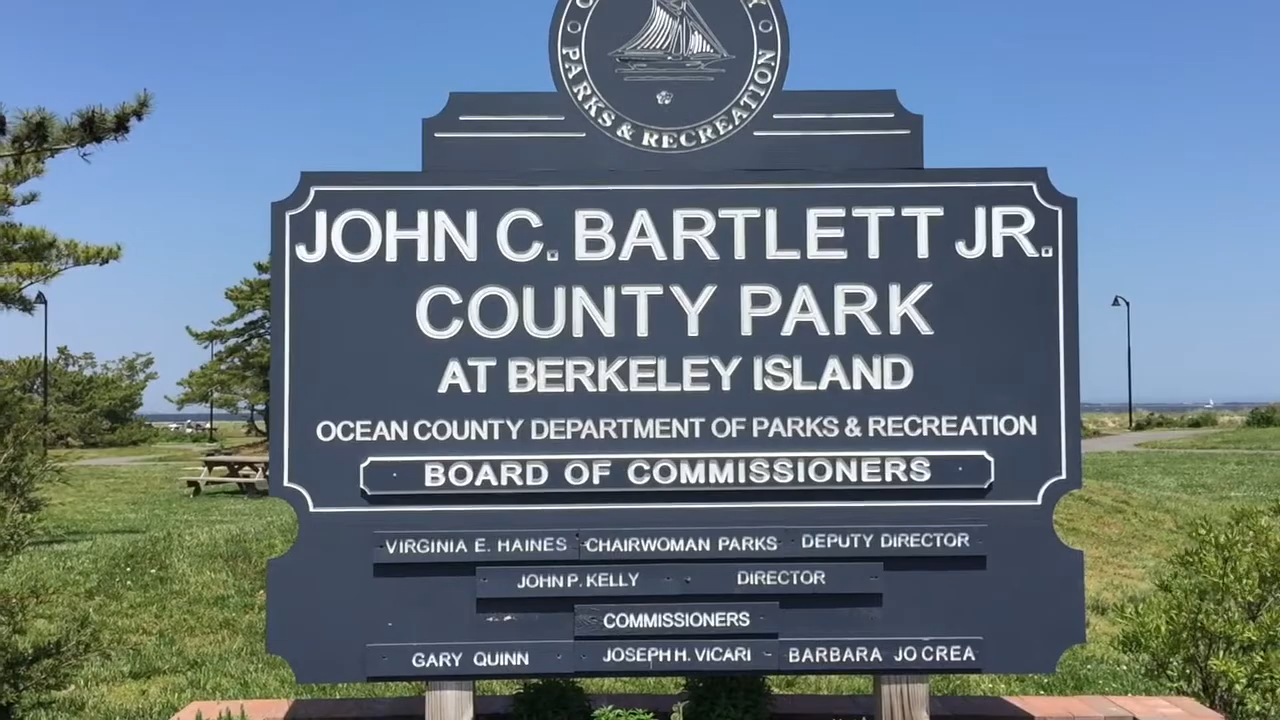 PARKS & RECREATION
JOHN C. BARTLETT JR.
COUNTY PARK
AT BERKELEY ISLAND
OCEAN COUNTY DEPARTMENT OF PARKS & RECREATION
BOARD OF COMMISSIONERS
VIRGINIA E. HAINES CHAIRWOMAN PARKS DEPUTY DIRECTOR
JOHN P. KELLY DIRECTOR
COMMISSIONERS
GARY QUINN JOSEPH H. VICARI BARBARA JO CREA